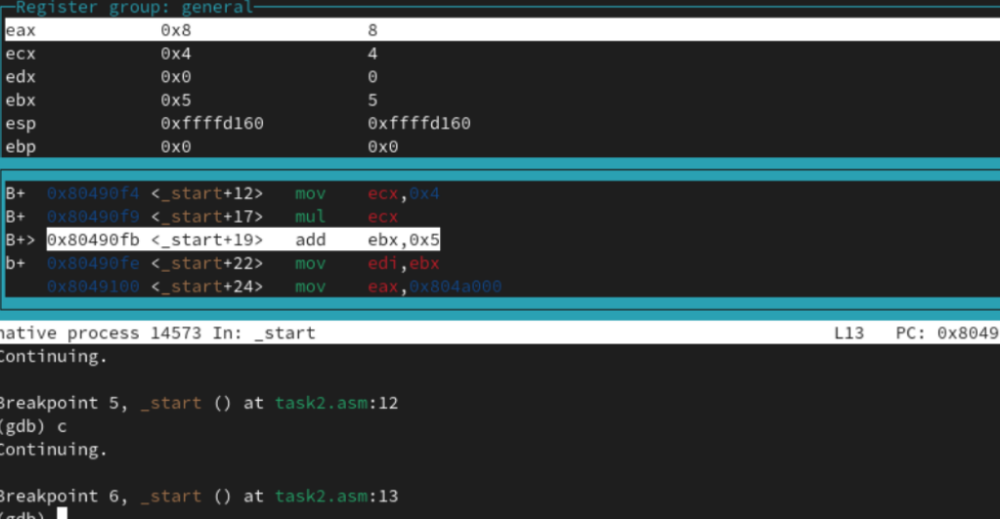 Register group: general
eax 0x8 8
ecx 0x4 4
edx 0x0 0
ebx 0x5 5
esp 0xffffd160 0xffffd160
ebp 0x0 0x0
B+ 0x80490f4 <_start+12> mov ecx,0x4
B+ 0x80490f9 <_start+17> mul ecx
B+> 0x80490fb <_start+19> add ebx,0x5
b+ 0x80490fe <_start+22> mov edi,ebx
0x8049100 <_start+24> mov eax,0x804a000
native process 14573 In: _start L13 PC: 0x8049
Continuing.
Breakpoint 5, _start () at task2.asm:12
(gdb) c
Continuing.
Breakpoint 6, _start () at task2.asm:13
(gdb)